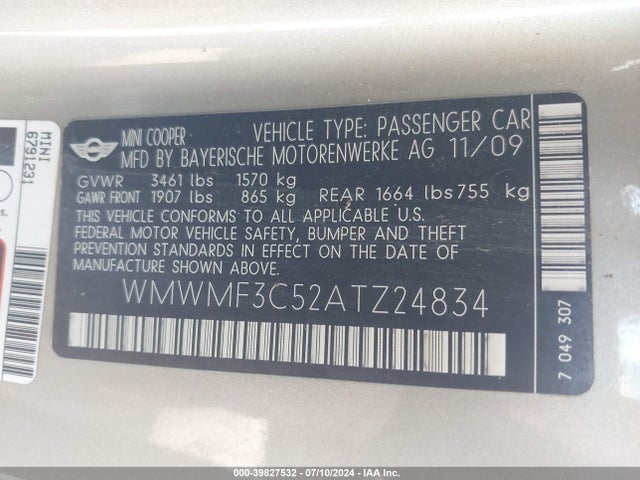 MINI COOPER VEHICLE TYPE: PASSENGER CAR
MFD BY BAYERISCHE MOTORENWERKE AG 11/09
GVWR 3461 lbs 1570 kg
GAWR FRONT 1907 lbs 865 kg REAR 1664 lbs 755 kg
THIS VEHICLE CONFORMS TO ALL APPLICABLE U.S.
FEDERAL MOTOR VEHICLE SAFETY, BUMPER AND THEFT
PREVENTION STANDARDS IN EFFECT ON THE DATE OF
MANUFACTURE SHOWN ABOVE.
WMWMF3C52ATZ24834
7 049 307
MINI
6791231
000-39827532 - 07/10/2024 - IAA Inc.